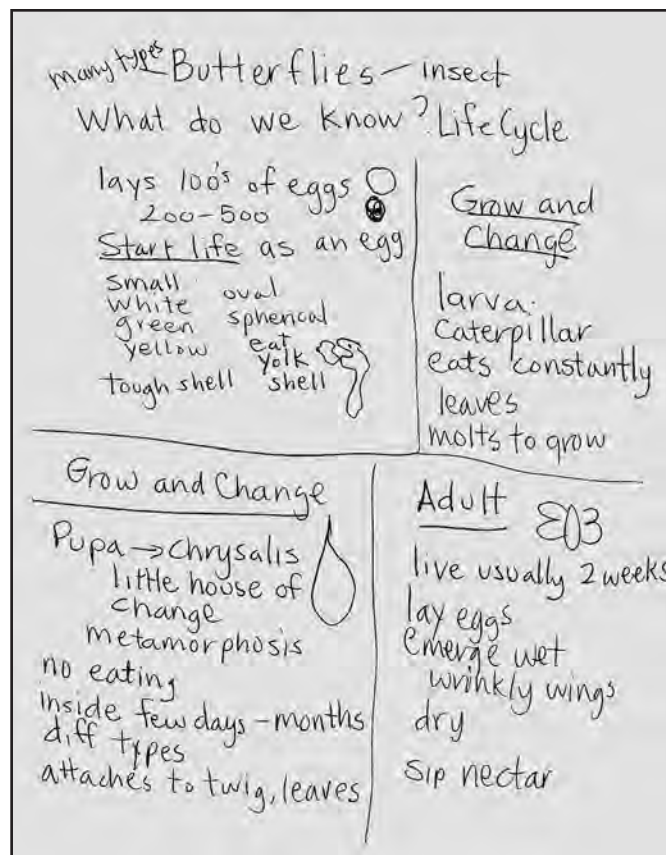 many types - Butterflies - insect
What do we know? Life Cycle
lays 100's of eggs
200-500
Start life as an egg
small
white oval
green spherical
yellow eat
yolk
tough shell shell
Grow and
Change
larva.
Caterpillar
eats constantly
leaves
molts to grow
Grow and Change
Pupa → Chrysalis
little house of
change
metamorphosis
no eating
inside few days - months
diff types
attaches to twig, leaves
Adult
live usually 2 weeks
lay eggs
emerge wet
wrinkly wings
dry
sip nectar